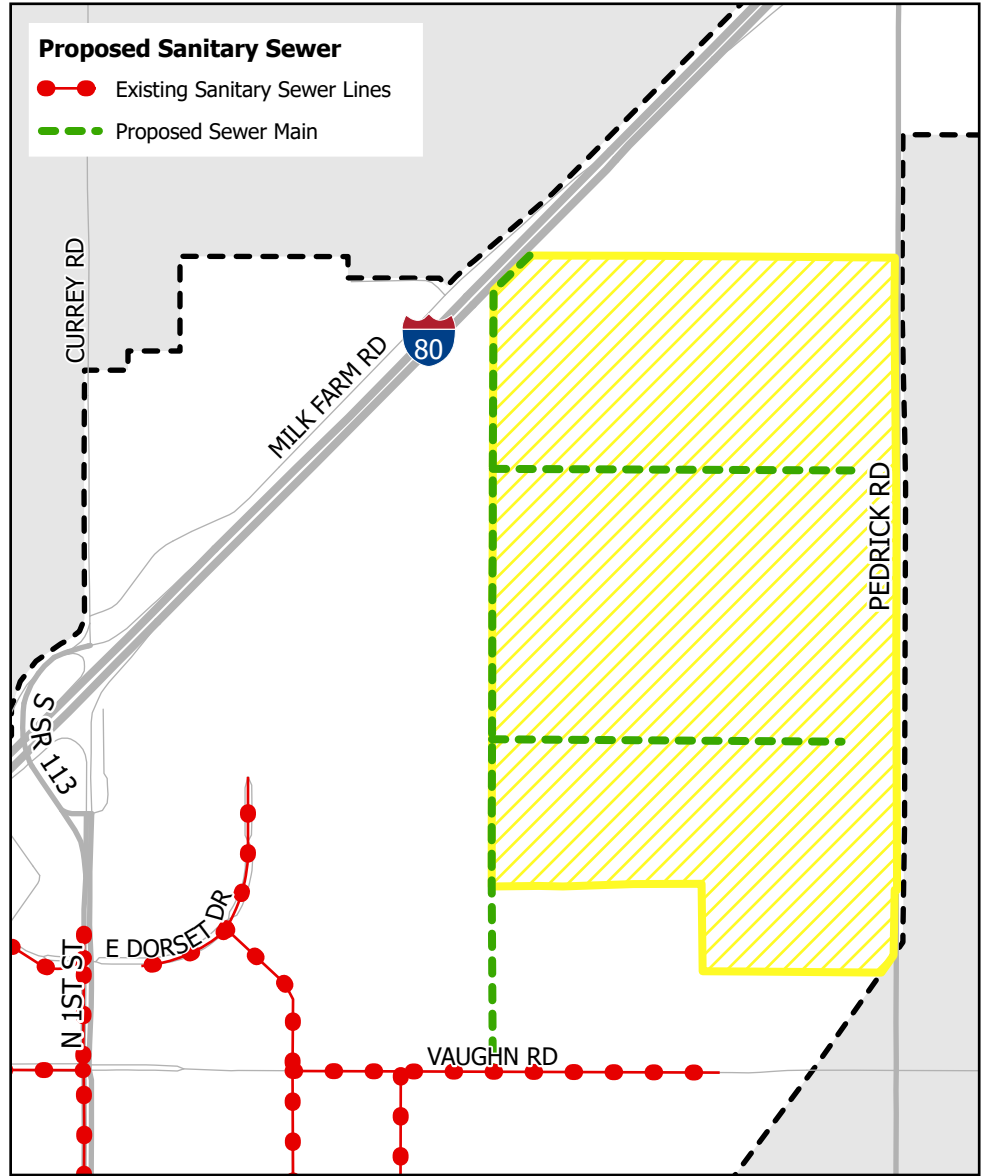 Proposed Sanitary Sewer
Existing Sanitary Sewer Lines
Proposed Sewer Main
CURREY RD
80
MILK FARM RD
PEDRICK RD
SR S
SR 113
E DORSET DR
N 1ST ST
VAUGHN RD